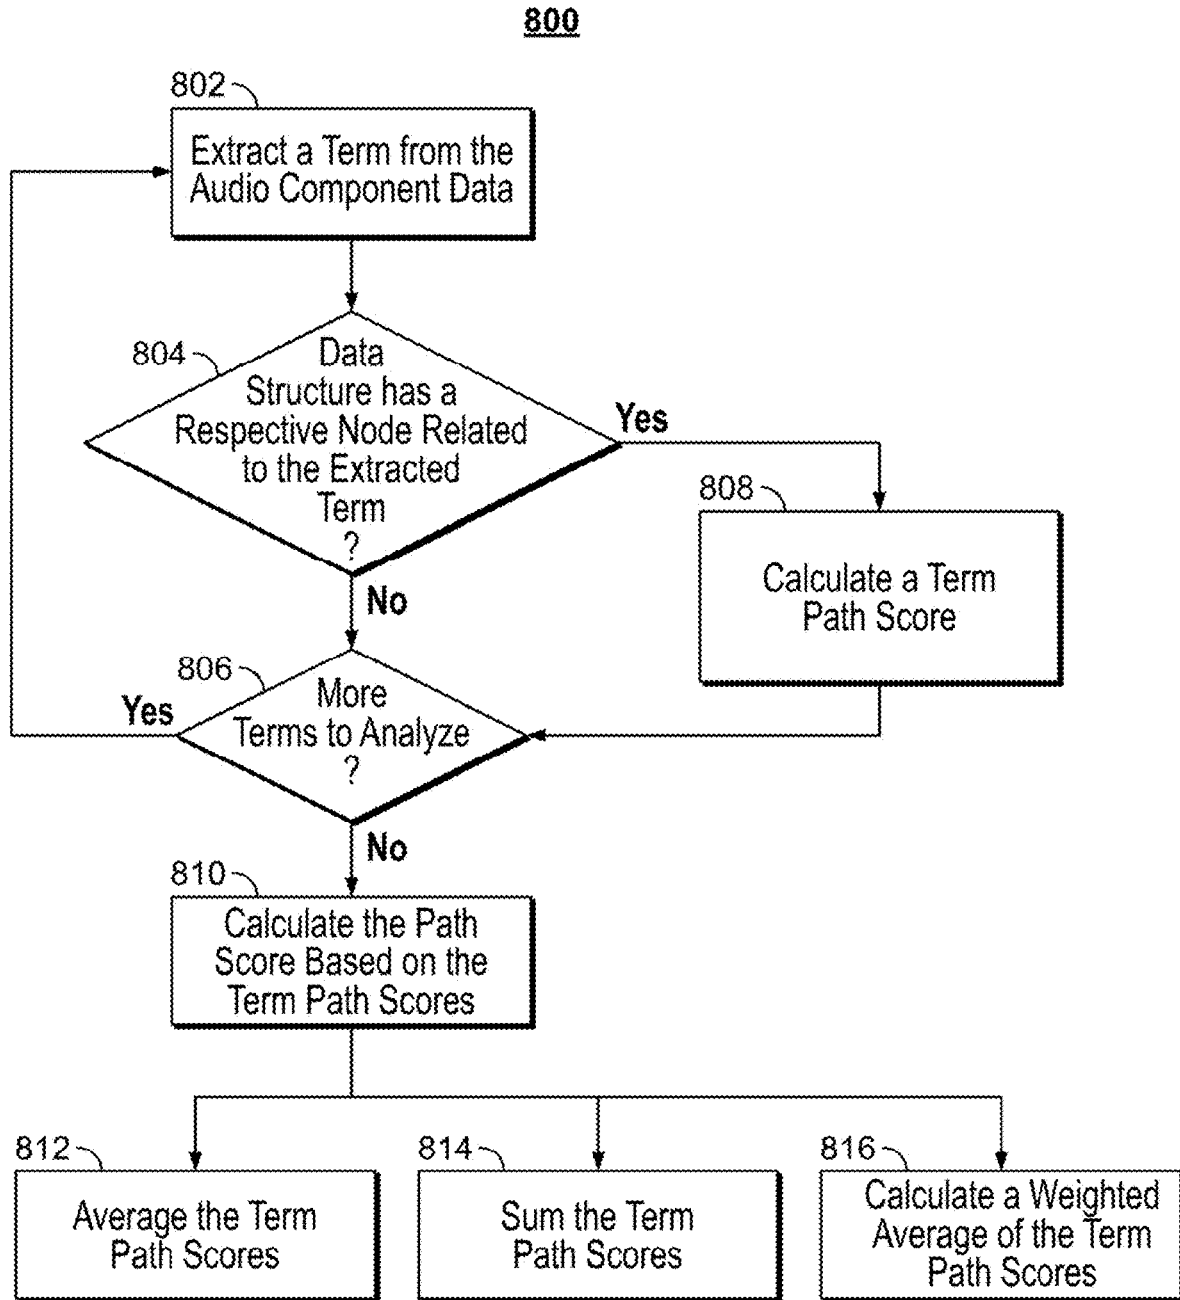 800
802
Extract a Term from the
Audio Component Data
804
Data
Structure has a
Respective Node Related
to the Extracted
Term
?
Yes
No
808
Calculate a Term
Path Score
806
More
Terms to Analyze
?
Yes
No
810
Calculate the Path
Score Based on the
Term Path Scores
812
Average the Term
Path Scores
814
Sum the Term
Path Scores
816
Calculate a Weighted
Average of the Term
Path Scores